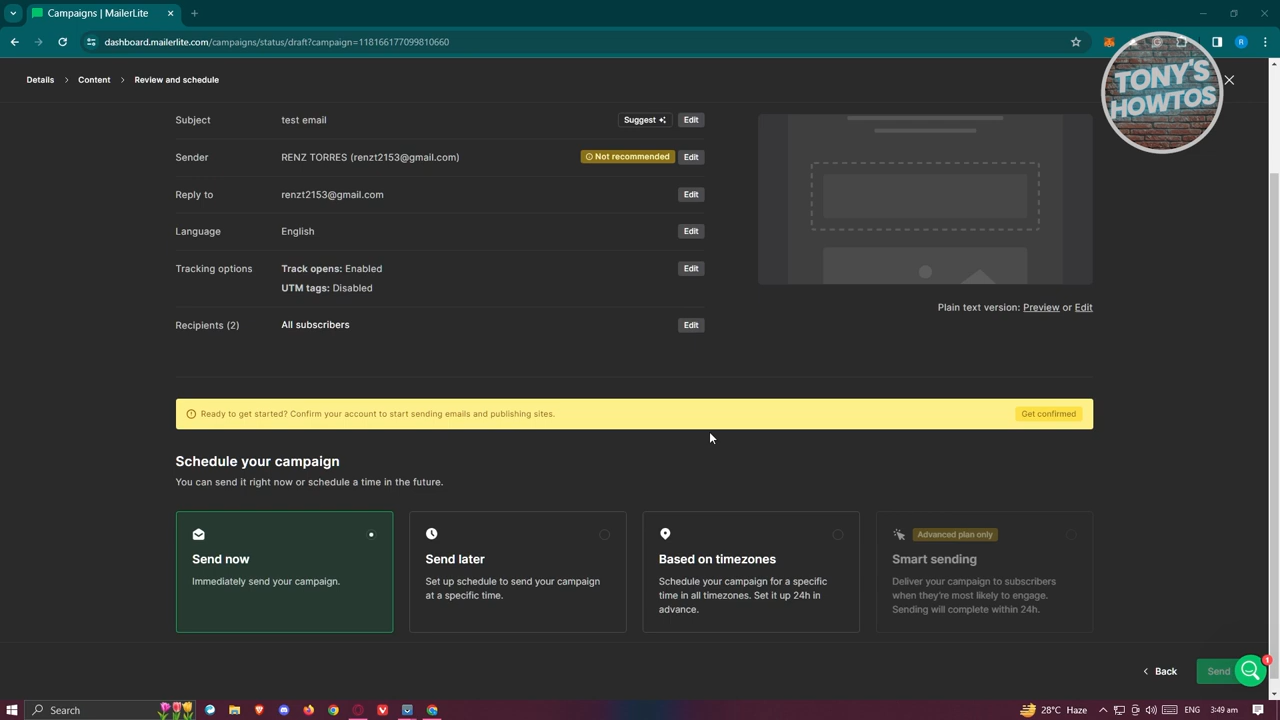 Campaigns | MailerLite
dashboard.mailerlite.com/campaigns/status/draft?campaign=118166177099810660
R
TONY'S
HOWTOS
Details
Content
Review and schedule
Subject
test email
Suggest
Edit
Sender
RENZ TORRES (renzt2153@gmail.com)
Not recommended
Edit
Reply to
renzt2153@gmail.com
Edit
Language
English
Edit
Tracking options
Track opens: Enabled
Edit
UTM tags: Disabled
Plain text version: Preview or Edit
Recipients (2)
All subscribers
Edit
Ready to get started? Confirm your account to start sending emails and publishing sites.
Get confirmed
Schedule your campaign
You can send it right now or schedule a time in the future.
Send now
Immediately send your campaign.
Send later
Set up schedule to send your campaign
at a specific time.
Based on timezones
Schedule your campaign for a specific
time in all timezones. Set it up 24h in
advance.
Advanced plan only
Smart sending
Deliver your campaign to subscribers
when they're most likely to engage.
Sending will complete within 24h.
Back
Send
1
Search
28°C Haze
ENG
3:49 am